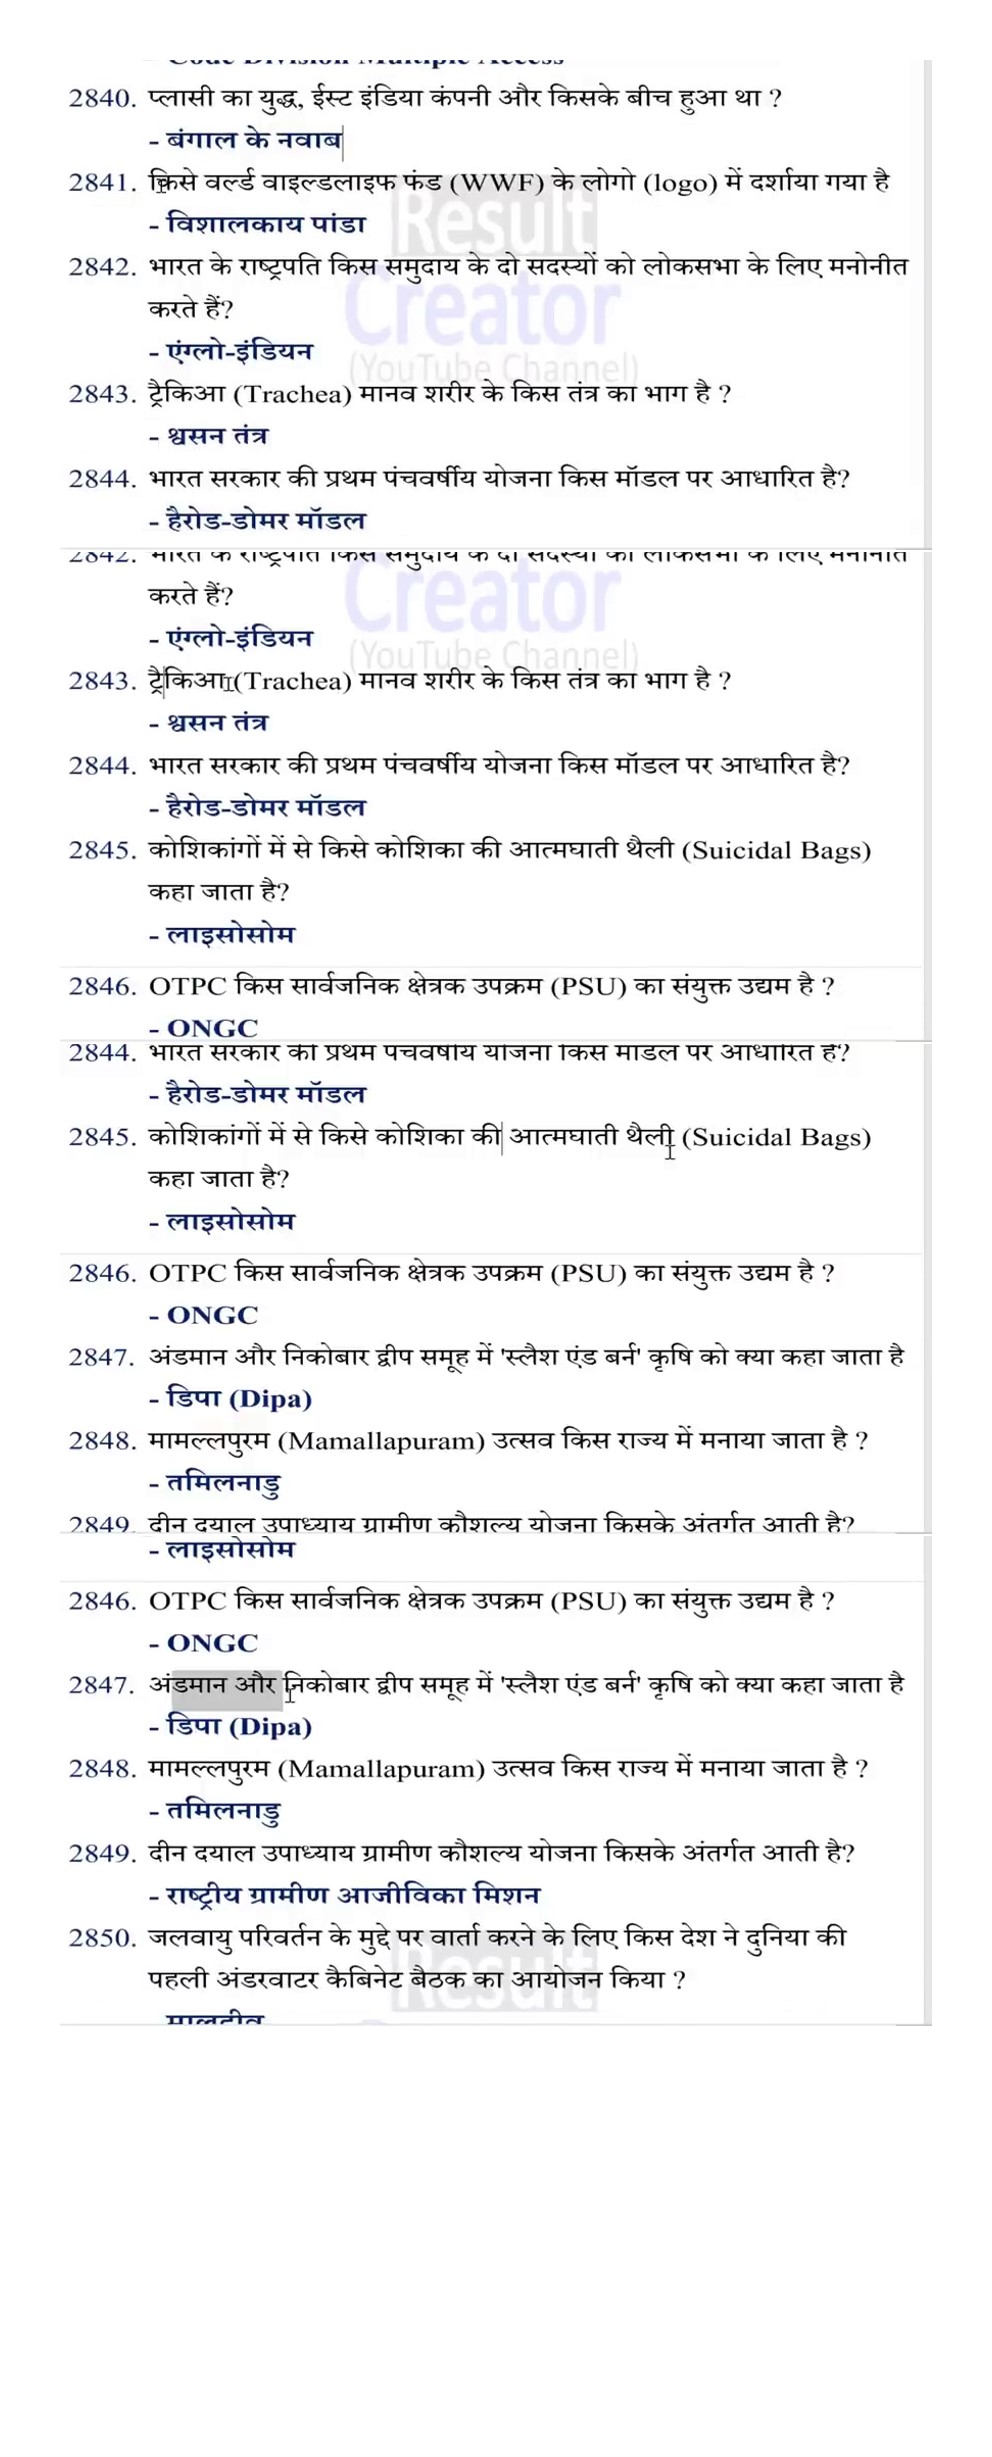 Code Division Multiple Access
2840. प्लासी का युद्ध, ईस्ट इंडिया कंपनी और किसके बीच हुआ था ?
- बंगाल के नवाब
2841. किसे वर्ल्ड वाइल्डलाइफ फंड (WWF) के लोगो (logo) में दर्शाया गया है
Result
- विशालकाय पांडा
2842. भारत के राष्ट्रपति किस समुदाय के दो सदस्यों को लोकसभा के लिए मनोनीत
Creator
करते हैं?
- एंग्लो-इंडियन
(YouTube Channel)
2843. ट्रैकिआ (Trachea) मानव शरीर के किस तंत्र का भाग है ?
- श्वसन तंत्र
2844. भारत सरकार की प्रथम पंचवर्षीय योजना किस मॉडल पर आधारित है?
- हैरोड-डोमर मॉडल
2842. भारत के राष्ट्रपति किस समुदाय के दो सदस्यों को लोकसभा के लिए मनोनीत
Creator
करते हैं?
- एंग्लो-इंडियन
(YouTube Channel)
2843. ट्रैकिआ (Trachea) मानव शरीर के किस तंत्र का भाग है ?
- श्वसन तंत्र
2844. भारत सरकार की प्रथम पंचवर्षीय योजना किस मॉडल पर आधारित है?
- हैरोड-डोमर मॉडल
2845. कोशिकांगों में से किसे कोशिका की आत्मघाती थैली (Suicidal Bags)
कहा जाता है?
- लाइसोसोम
2846. OTPC किस सार्वजनिक क्षेत्रक उपक्रम (PSU) का संयुक्त उद्यम है ?
- ONGC
2844. भारत सरकार की प्रथम पंचवर्षीय योजना किस मॉडल पर आधारित है?
- हैरोड-डोमर मॉडल
2845. कोशिकांगों में से किसे कोशिका की आत्मघाती थैली (Suicidal Bags)
कहा जाता है?
- लाइसोसोम
2846. OTPC किस सार्वजनिक क्षेत्रक उपक्रम (PSU) का संयुक्त उद्यम है ?
- ONGC
2847. अंडमान और निकोबार द्वीप समूह में 'स्लैश एंड बर्न' कृषि को क्या कहा जाता है
- डिपा (Dipa)
2848. मामल्लपुरम (Mamallapuram) उत्सव किस राज्य में मनाया जाता है ?
- तमिलनाडु
2849. दीन दयाल उपाध्याय ग्रामीण कौशल्य योजना किसके अंतर्गत आती है?
- लाइसोसोम
2846. OTPC किस सार्वजनिक क्षेत्रक उपक्रम (PSU) का संयुक्त उद्यम है ?
- ONGC
2847. अंडमान और निकोबार द्वीप समूह में 'स्लैश एंड बर्न' कृषि को क्या कहा जाता है
- डिपा (Dipa)
2848. मामल्लपुरम (Mamallapuram) उत्सव किस राज्य में मनाया जाता है ?
- तमिलनाडु
2849. दीन दयाल उपाध्याय ग्रामीण कौशल्य योजना किसके अंतर्गत आती है?
- राष्ट्रीय ग्रामीण आजीविका मिशन
2850. जलवायु परिवर्तन के मुद्दे पर वार्ता करने के लिए किस देश ने दुनिया की
पहली अंडरवाटर कैबिनेट बैठक का आयोजन किया ?
Result
मालदीव